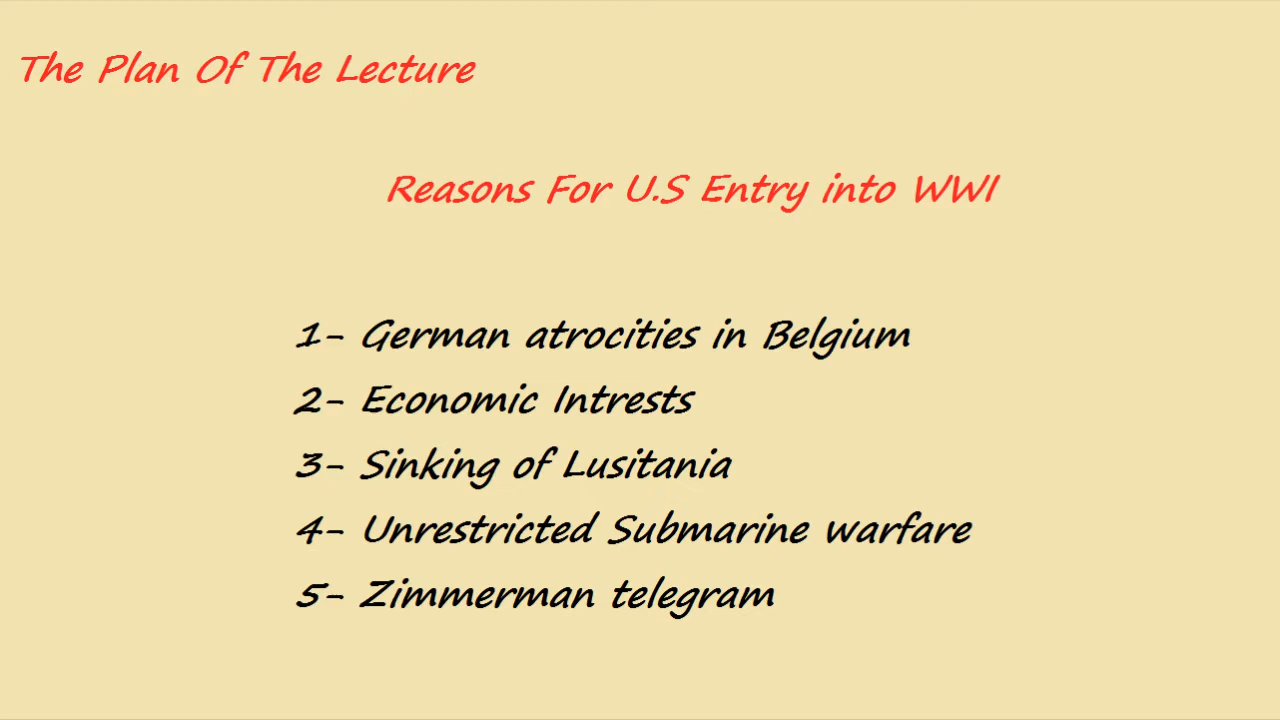 The Plan Of The Lecture
Reasons For U.S Entry into WWI
1- German atrocities in Belgium
2- Economic Intrests
3- Sinking of Lusitania
4- Unrestricted Submarine warfare
5- Zimmerman telegram